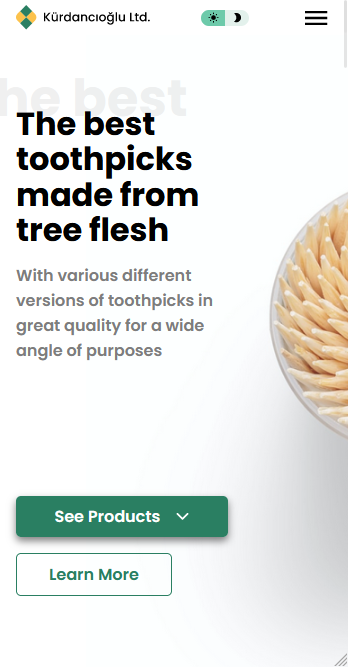 Kürdancıoğlu Ltd.
he best
The best
toothpicks
made from
tree flesh
With various different
versions of toothpicks in
great quality for a wide
angle of purposes
See Products
Learn More